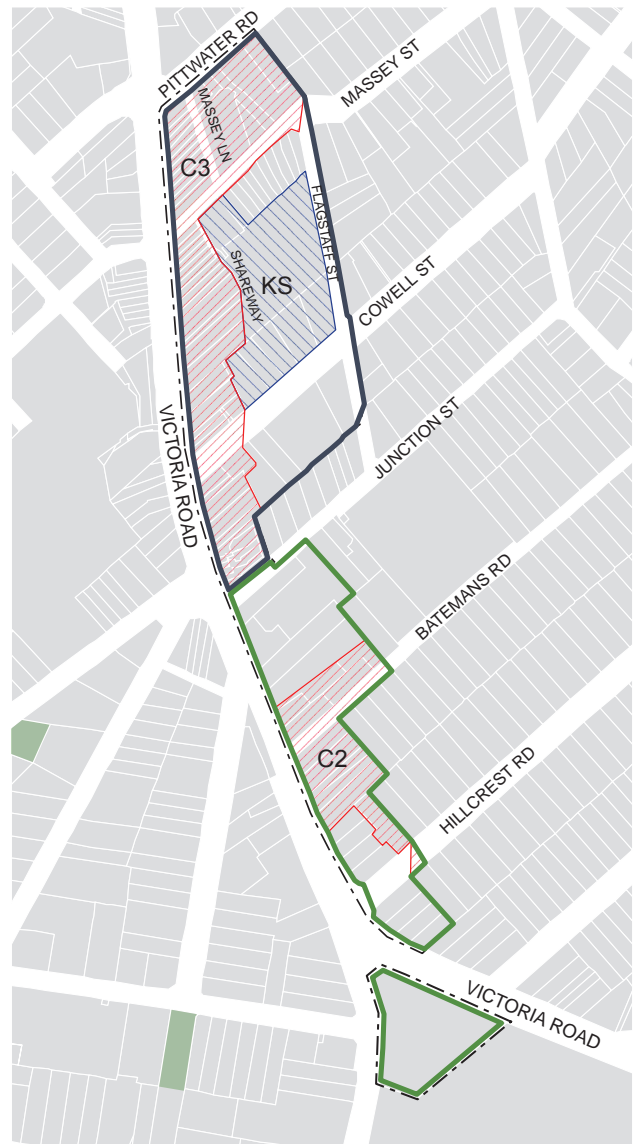 PITTWATER RD
MASSEY ST
MASSEY LN
C3
FLAGSTAFF ST
SHAREWAY
KS
COWELL ST
VICTORIA ROAD
JUNCTION ST
BATEMANS RD
C2
HILLCREST RD
VICTORIA ROAD